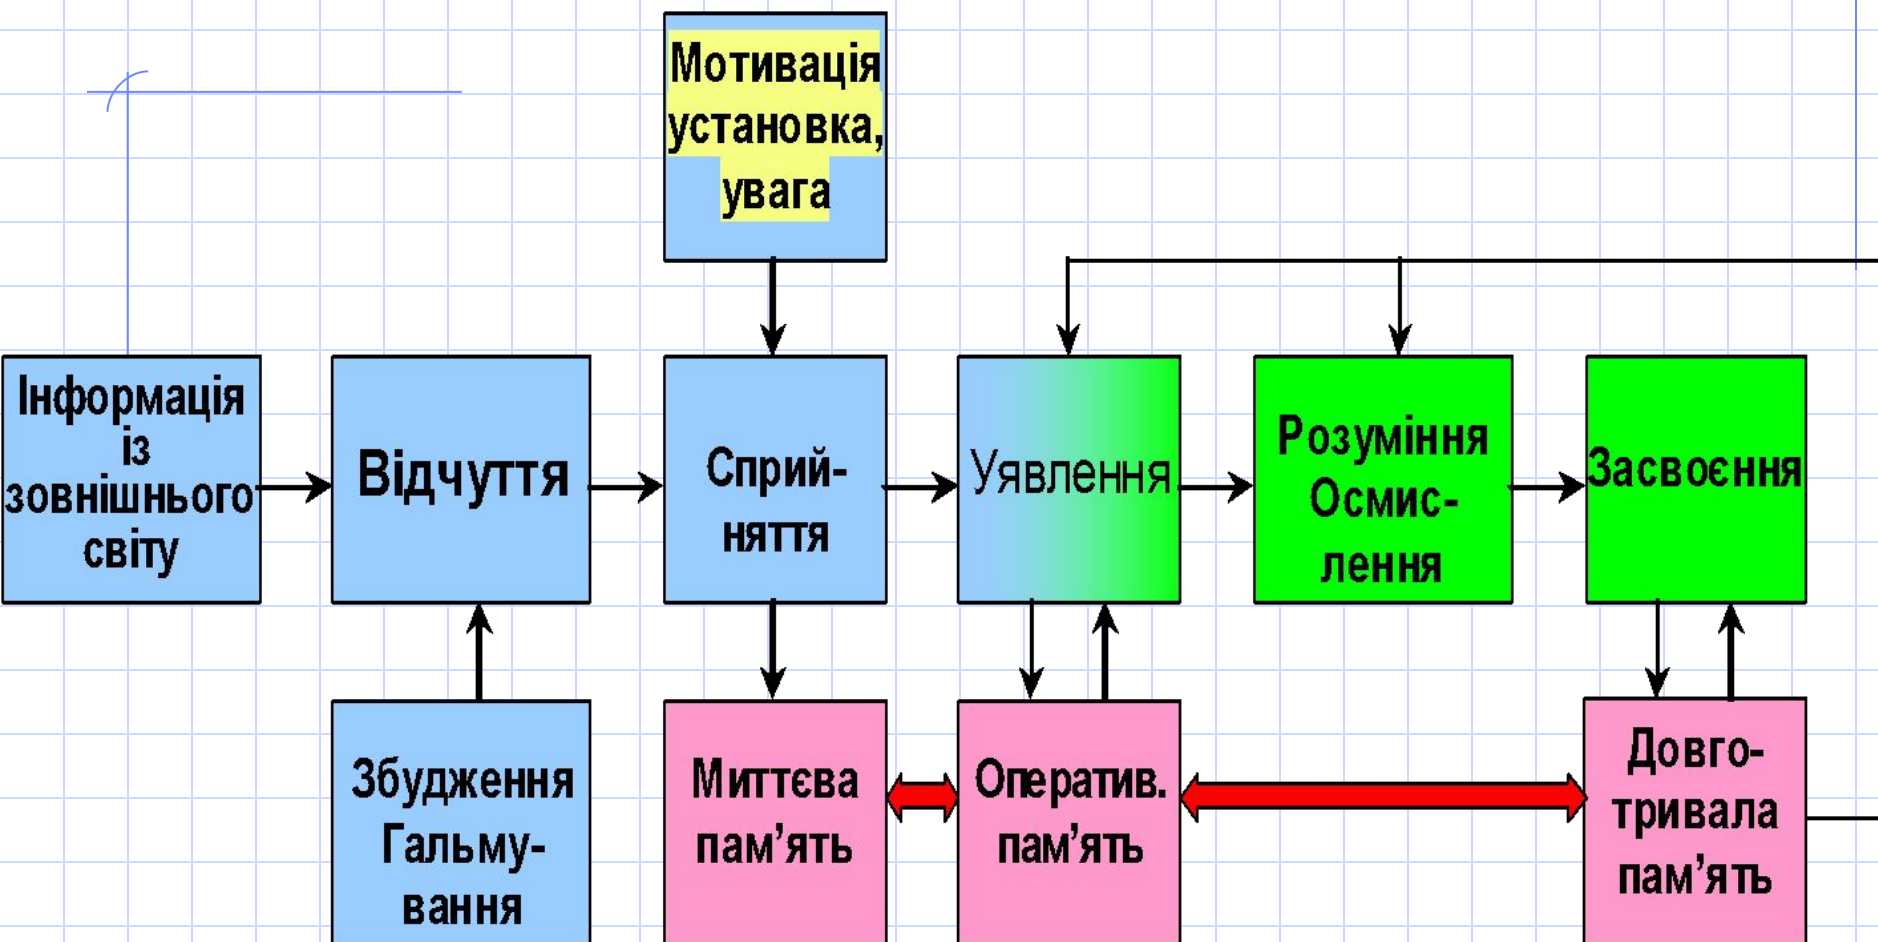 Мотивація
установка,
увага
Інформація
із
зовнішнього
світу
Відчуття
Сприй-
няття
Уявлення
Розуміння
Осмис-
лення
Засвоєння
Збудження
Гальму-
вання
Миттєва
пам’ять
Оператив.
пам’ять
Довго-
тривала
пам’ять